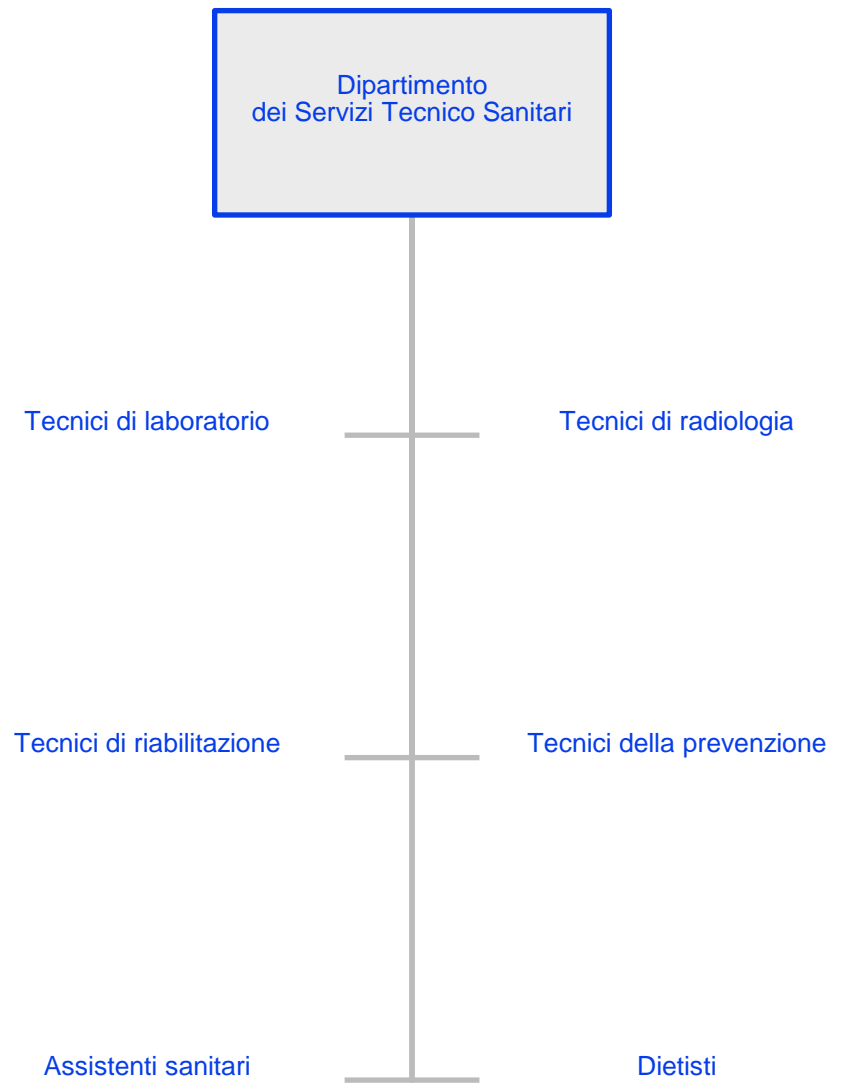 Dipartimento
dei Servizi Tecnico Sanitari
Tecnici di laboratorio
Tecnici di radiologia
Tecnici di riabilitazione
Tecnici della prevenzione
Assistenti sanitari
Dietisti